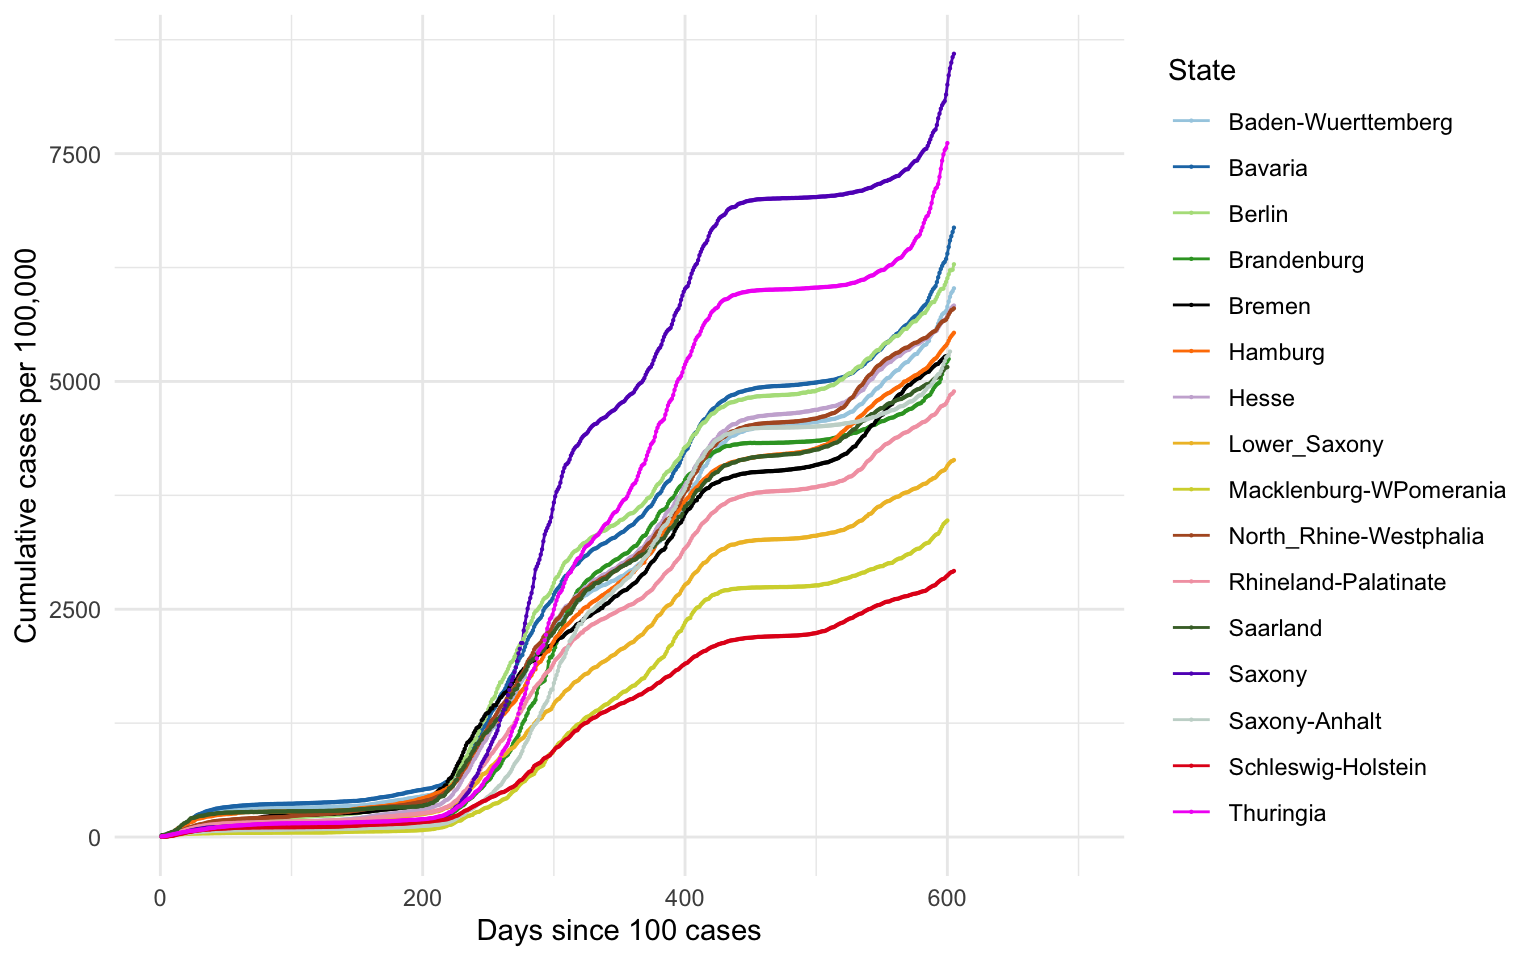 Cumulative cases per 100,000
7500
5000
2500
0
0
200
400
600
Days since 100 cases
State
Baden-Wuerttemberg
Bavaria
Berlin
Brandenburg
Bremen
Hamburg
Hesse
Lower_Saxony
Macklenburg-WPomerania
North_Rhine-Westphalia
Rhineland-Palatinate
Saarland
Saxony
Saxony-Anhalt
Schleswig-Holstein
Thuringia